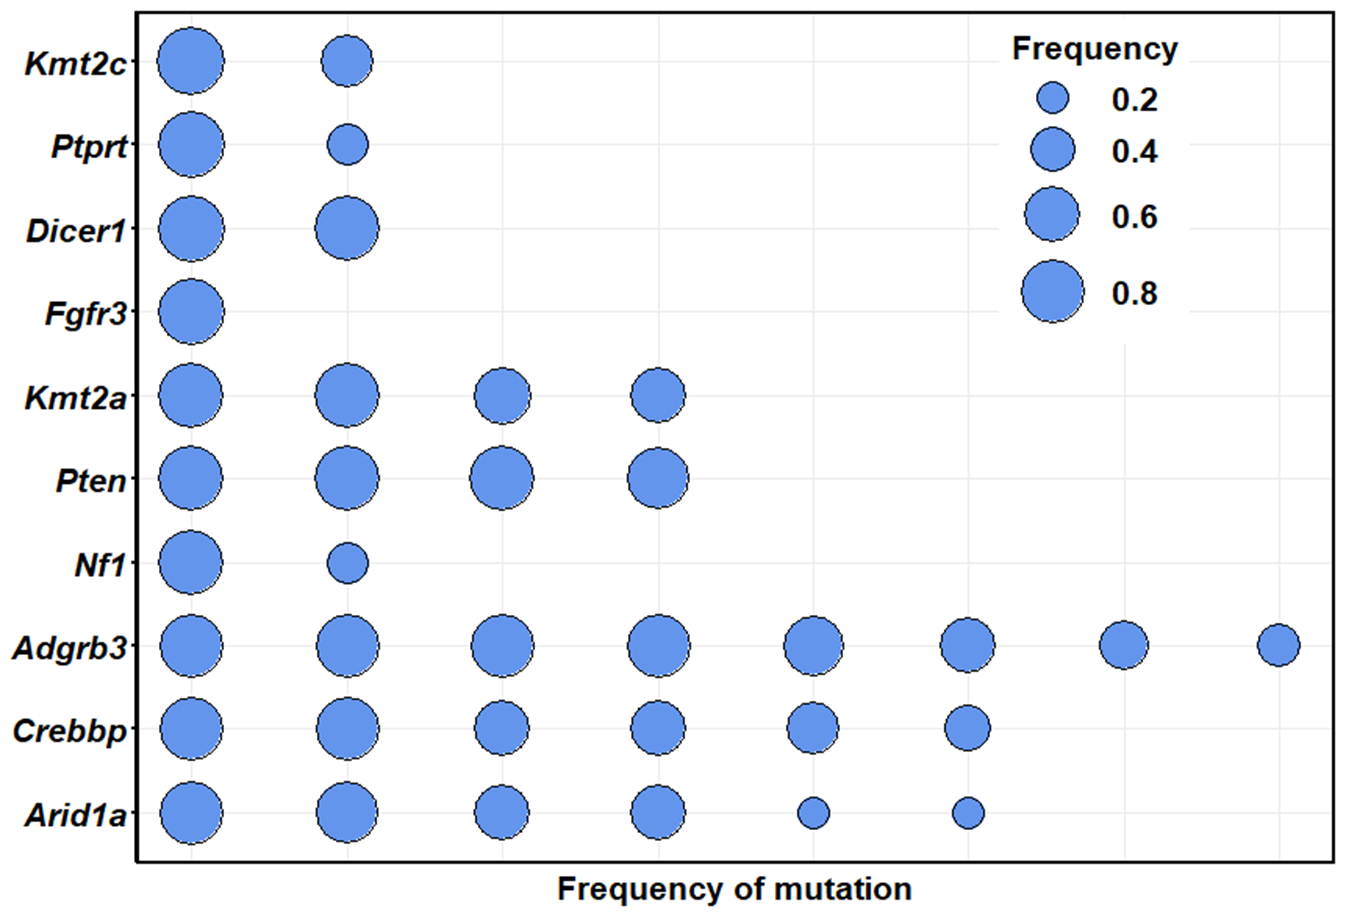 Kmt2c
Ptprt
Dicer1
Fgfr3
Kmt2a
Pten
Nf1
Adgrb3
Crebbp
Arid1a
Frequency
0.2
0.4
0.6
0.8
Frequency of mutation